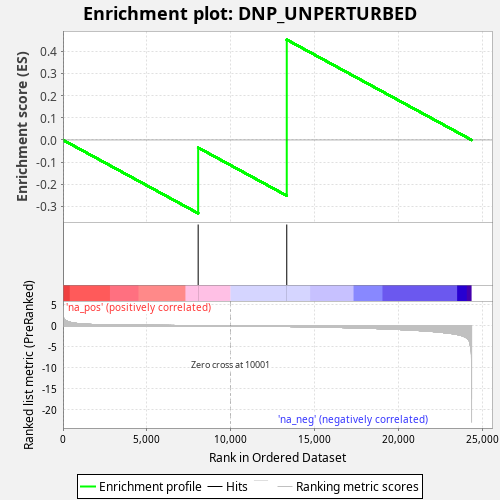 Enrichment plot: DNP_UNPERTURBED
Enrichment score (ES)
0.4
0.3
0.2
0.1
0.0
-0.1
-0.2
-0.3
'na_pos' (positively correlated)
Ranked list metric (PreRanked)
5
0
-5
-10
-15
-20
Zero cross at 10001
'na_neg' (negatively correlated)
0 5,000 10,000 15,000 20,000 25,000
Rank in Ordered Dataset
Enrichment profile Hits Ranking metric scores